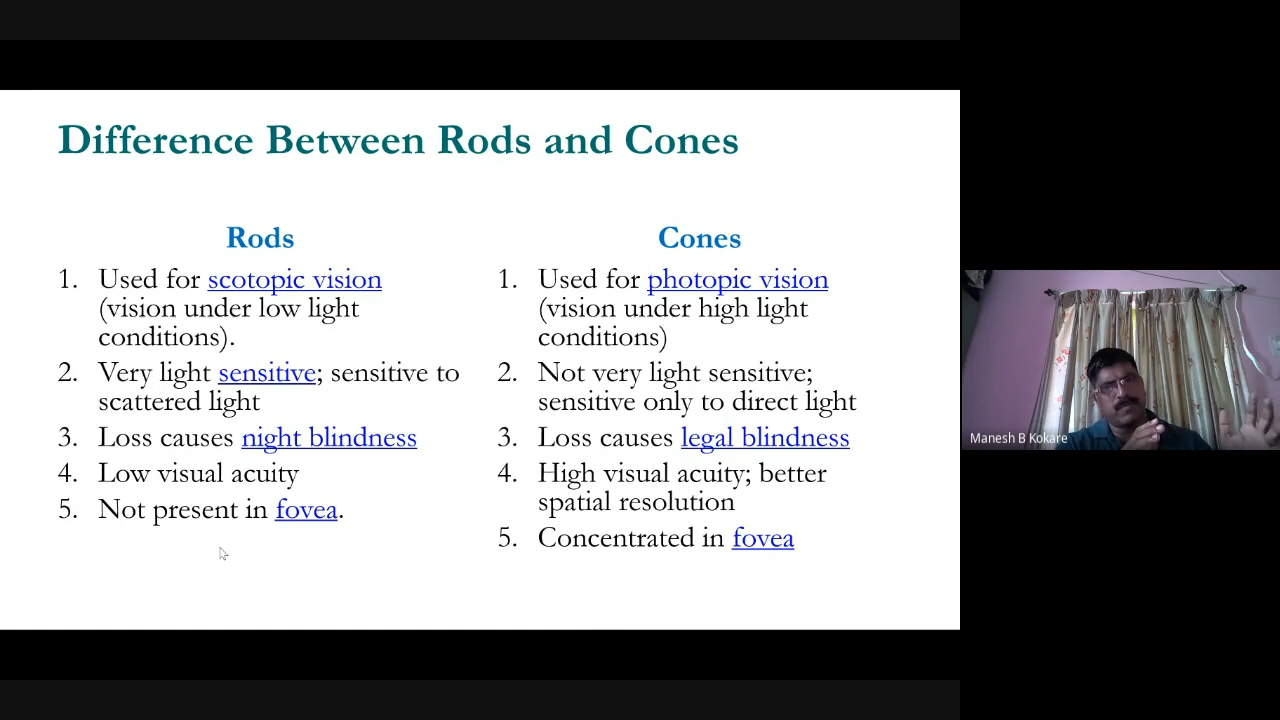 Difference Between Rods and Cones
Rods
1. Used for scotopic vision
(vision under low light
conditions).
2. Very light sensitive; sensitive to
scattered light
3. Loss causes night blindness
4. Low visual acuity
5. Not present in fovea.
Cones
1. Used for photopic vision
(vision under high light
conditions)
2. Not very light sensitive;
sensitive only to direct light
3. Loss causes legal blindness
4. High visual acuity; better
spatial resolution
5. Concentrated in fovea
Manesh B Kokare